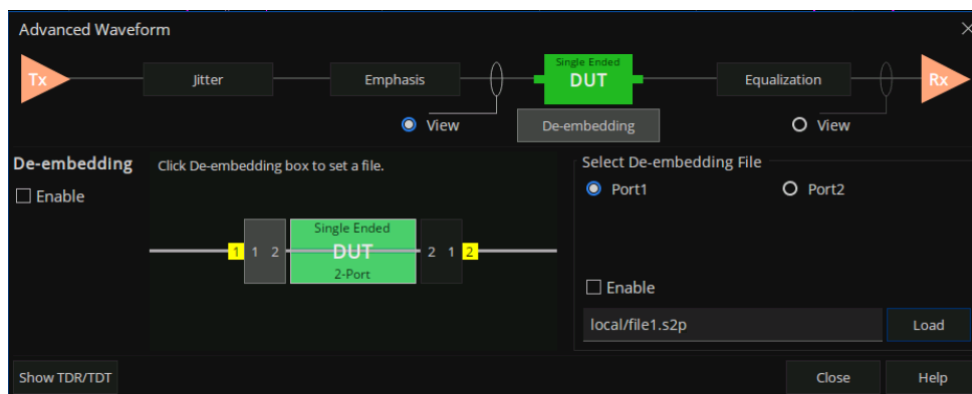 Advanced Waveform
Tx
Jitter
Emphasis
Single Ended
DUT
Equalization
Rx
View
De-embedding
View
De-embedding
Enable
Click De-embedding box to set a file.
1
1 2
Single Ended
DUT
2-Port
2 1
2
Select De-embedding File
Port1
Port2
Enable
local/file1.s2p
Load
Show TDR/TDT
Close
Help